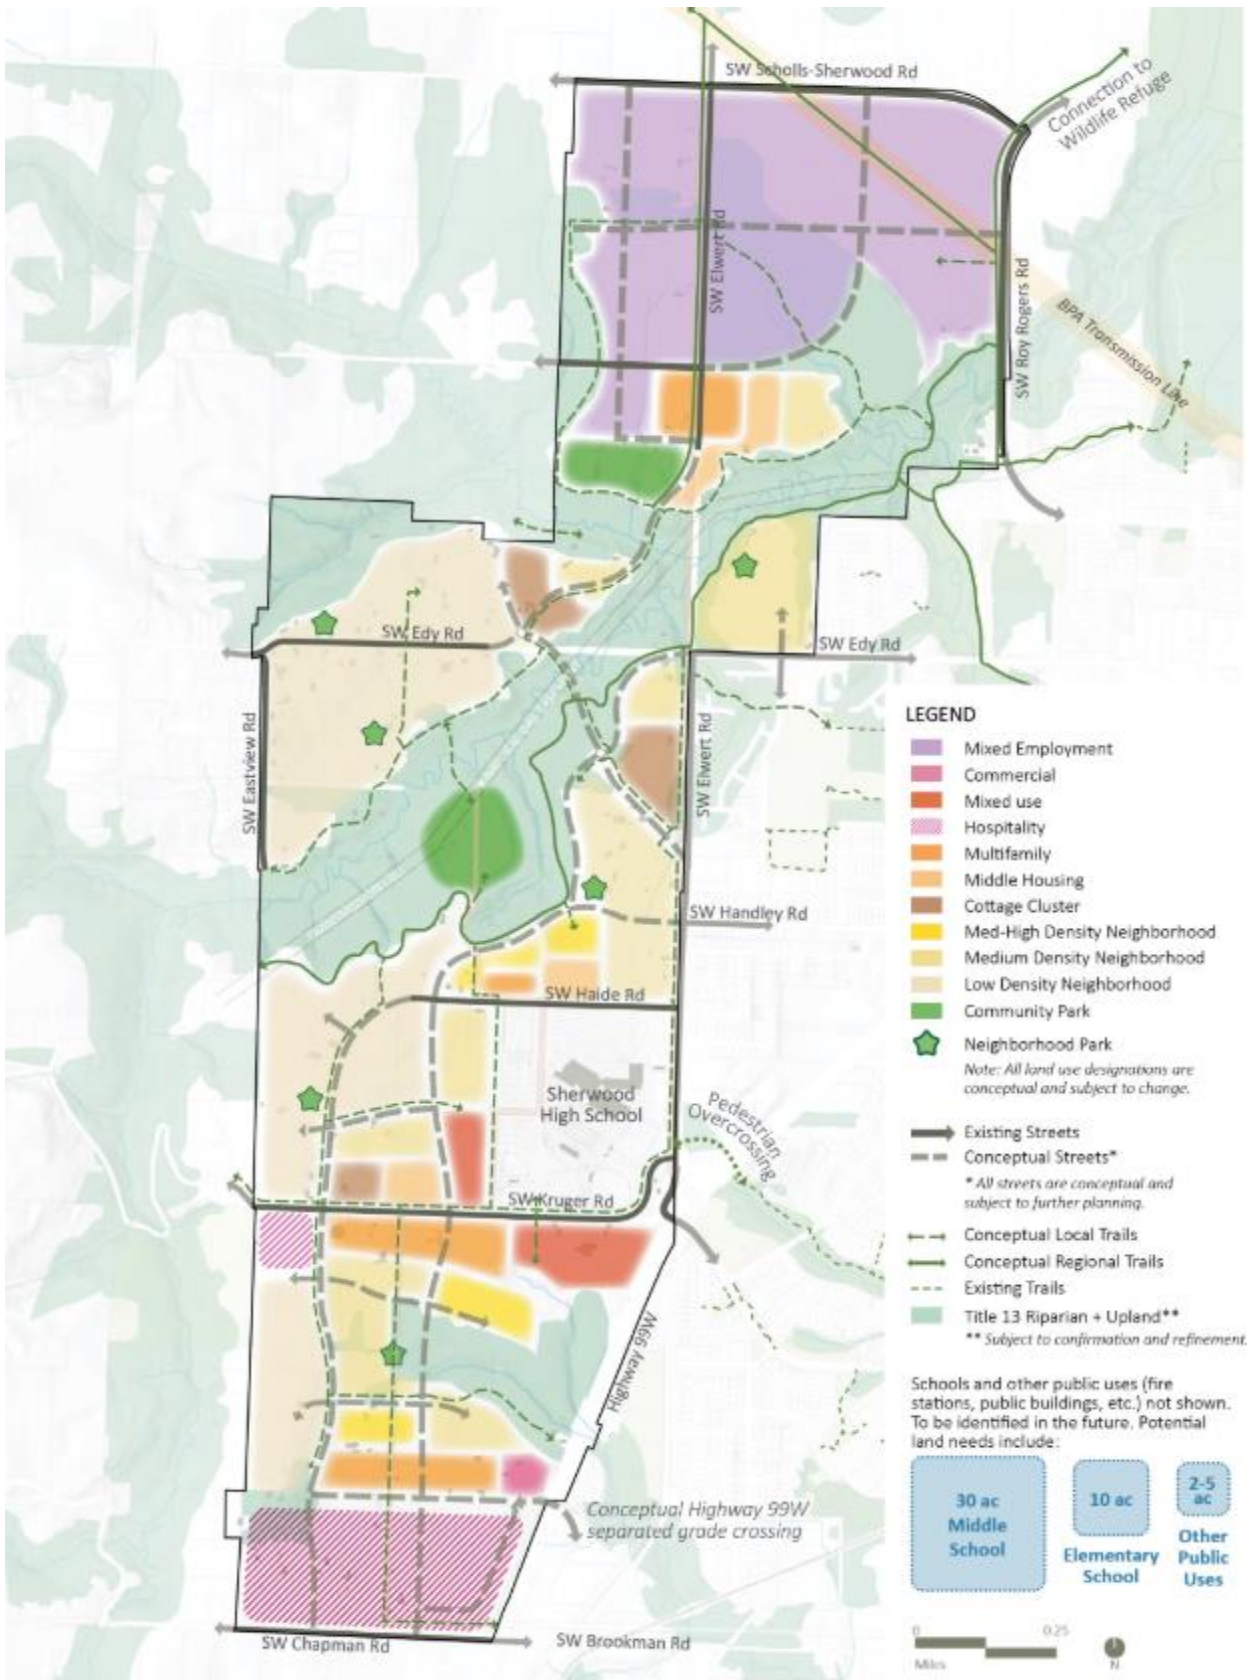 SW Scholls-Sherwood Rd
Connection to
Wildlife Refuge
SW Elwert Rd
SW Roy Rogers Rd
BPA Transmission Line
SW Edy Rd
SW Edy Rd
SW Eastview Rd
SW Elwert Rd
SW Handley Rd
SW Haide Rd
Sherwood
High School
Pedestrian
Overcrossing
SW Kruger Rd
Highway 99W
Conceptual Highway 99W
separated grade crossing
SW Chapman Rd
SW Brookman Rd
LEGEND
Mixed Employment
Commercial
Mixed use
Hospitality
Multifamily
Middle Housing
Cottage Cluster
Med-High Density Neighborhood
Medium Density Neighborhood
Low Density Neighborhood
Community Park
Neighborhood Park
Note: All land use designations are
conceptual and subject to change.
Existing Streets
Conceptual Streets*
* All streets are conceptual and
subject to further planning.
Conceptual Local Trails
Conceptual Regional Trails
Existing Trails
Title 13 Riparian + Upland**
** Subject to confirmation and refinement.
Schools and other public uses (fire
stations, public buildings, etc.) not shown.
To be identified in the future. Potential
land needs include:
30 ac
Middle
School
10 ac
Elementary
School
2-5
ac
Other
Public
Uses
0 0.25
Miles
N